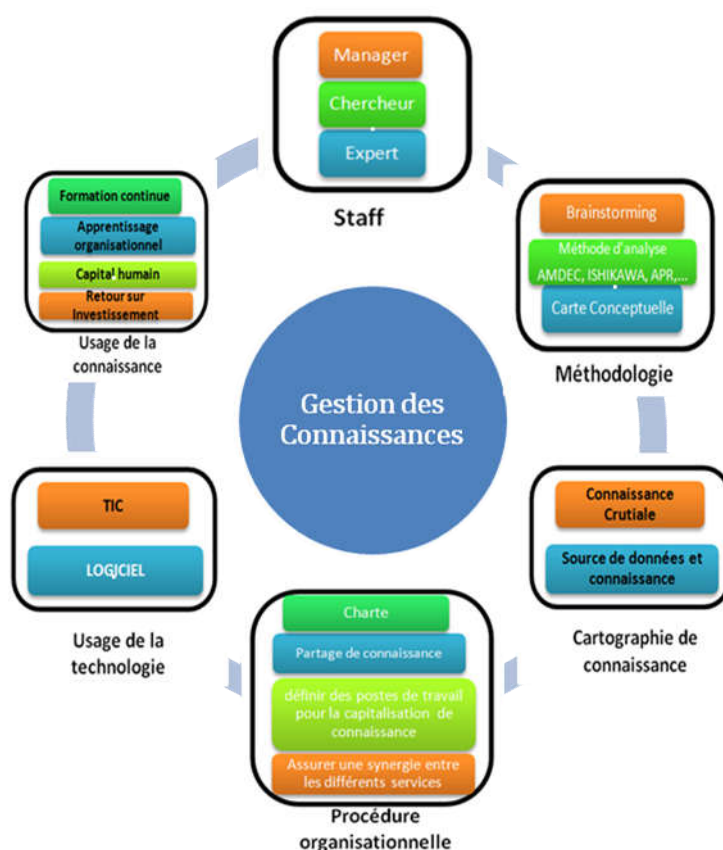 Manager
Chercheur
Expert
Staff
Brainstorming
Méthode d'analyse
AMDEC, ISHIKAWA, APR,...
Carte Conceptuelle
Méthodologie
Connaissance
Crutiale
Source de données et
connaissance
Cartographie de
connaissance
Charte
Partage de connaissance
définir des postes de travail
pour la capitalisation de
connaissance
Assurer une synergie entre
les différents services
Procédure
organisationnelle
TIC
LOGICIEL
Usage de la
technologie
Formation continue
Apprentissage
organisationnel
Capital humain
Retour sur
Investissement
Usage de la
connaissance
Gestion des
Connaissances